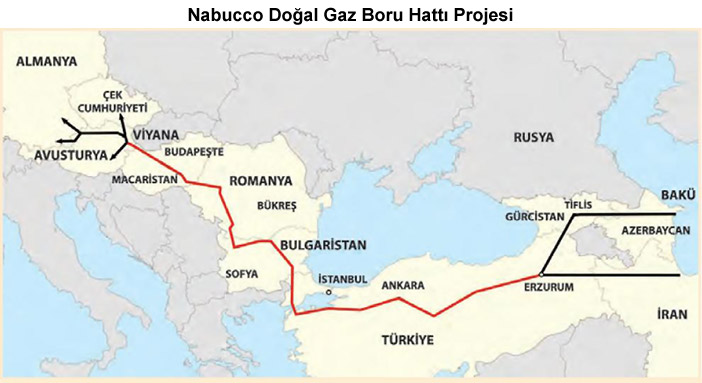 Nabucco Doğal Gaz Boru Hattı Projesi
ALMANYA
ÇEK
CUMHURİYETİ
VİYANA
AVUSTURYA
BUDAPEŞTE
MACARİSTAN
ROMANYA
BÜKREŞ
RUSYA
TİFLİS
BAKÜ
GÜRCİSTAN
AZERBAYCAN
BULGARİSTAN
SOFYA
İSTANBUL
ANKARA
ERZURUM
İRAN
TÜRKİYE